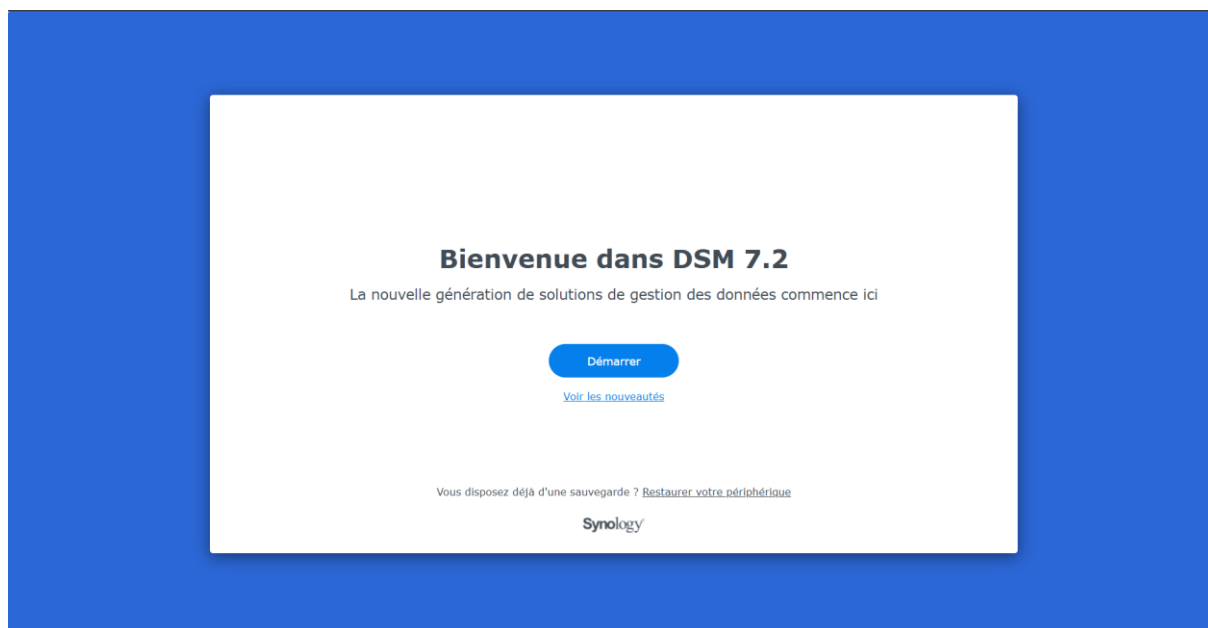 Bienvenue dans DSM 7.2
La nouvelle génération de solutions de gestion des données commence ici
Démarrer
Voir les nouveautés
Vous disposez déjà d'une sauvegarde ? Restaurer votre périphérique
Synology